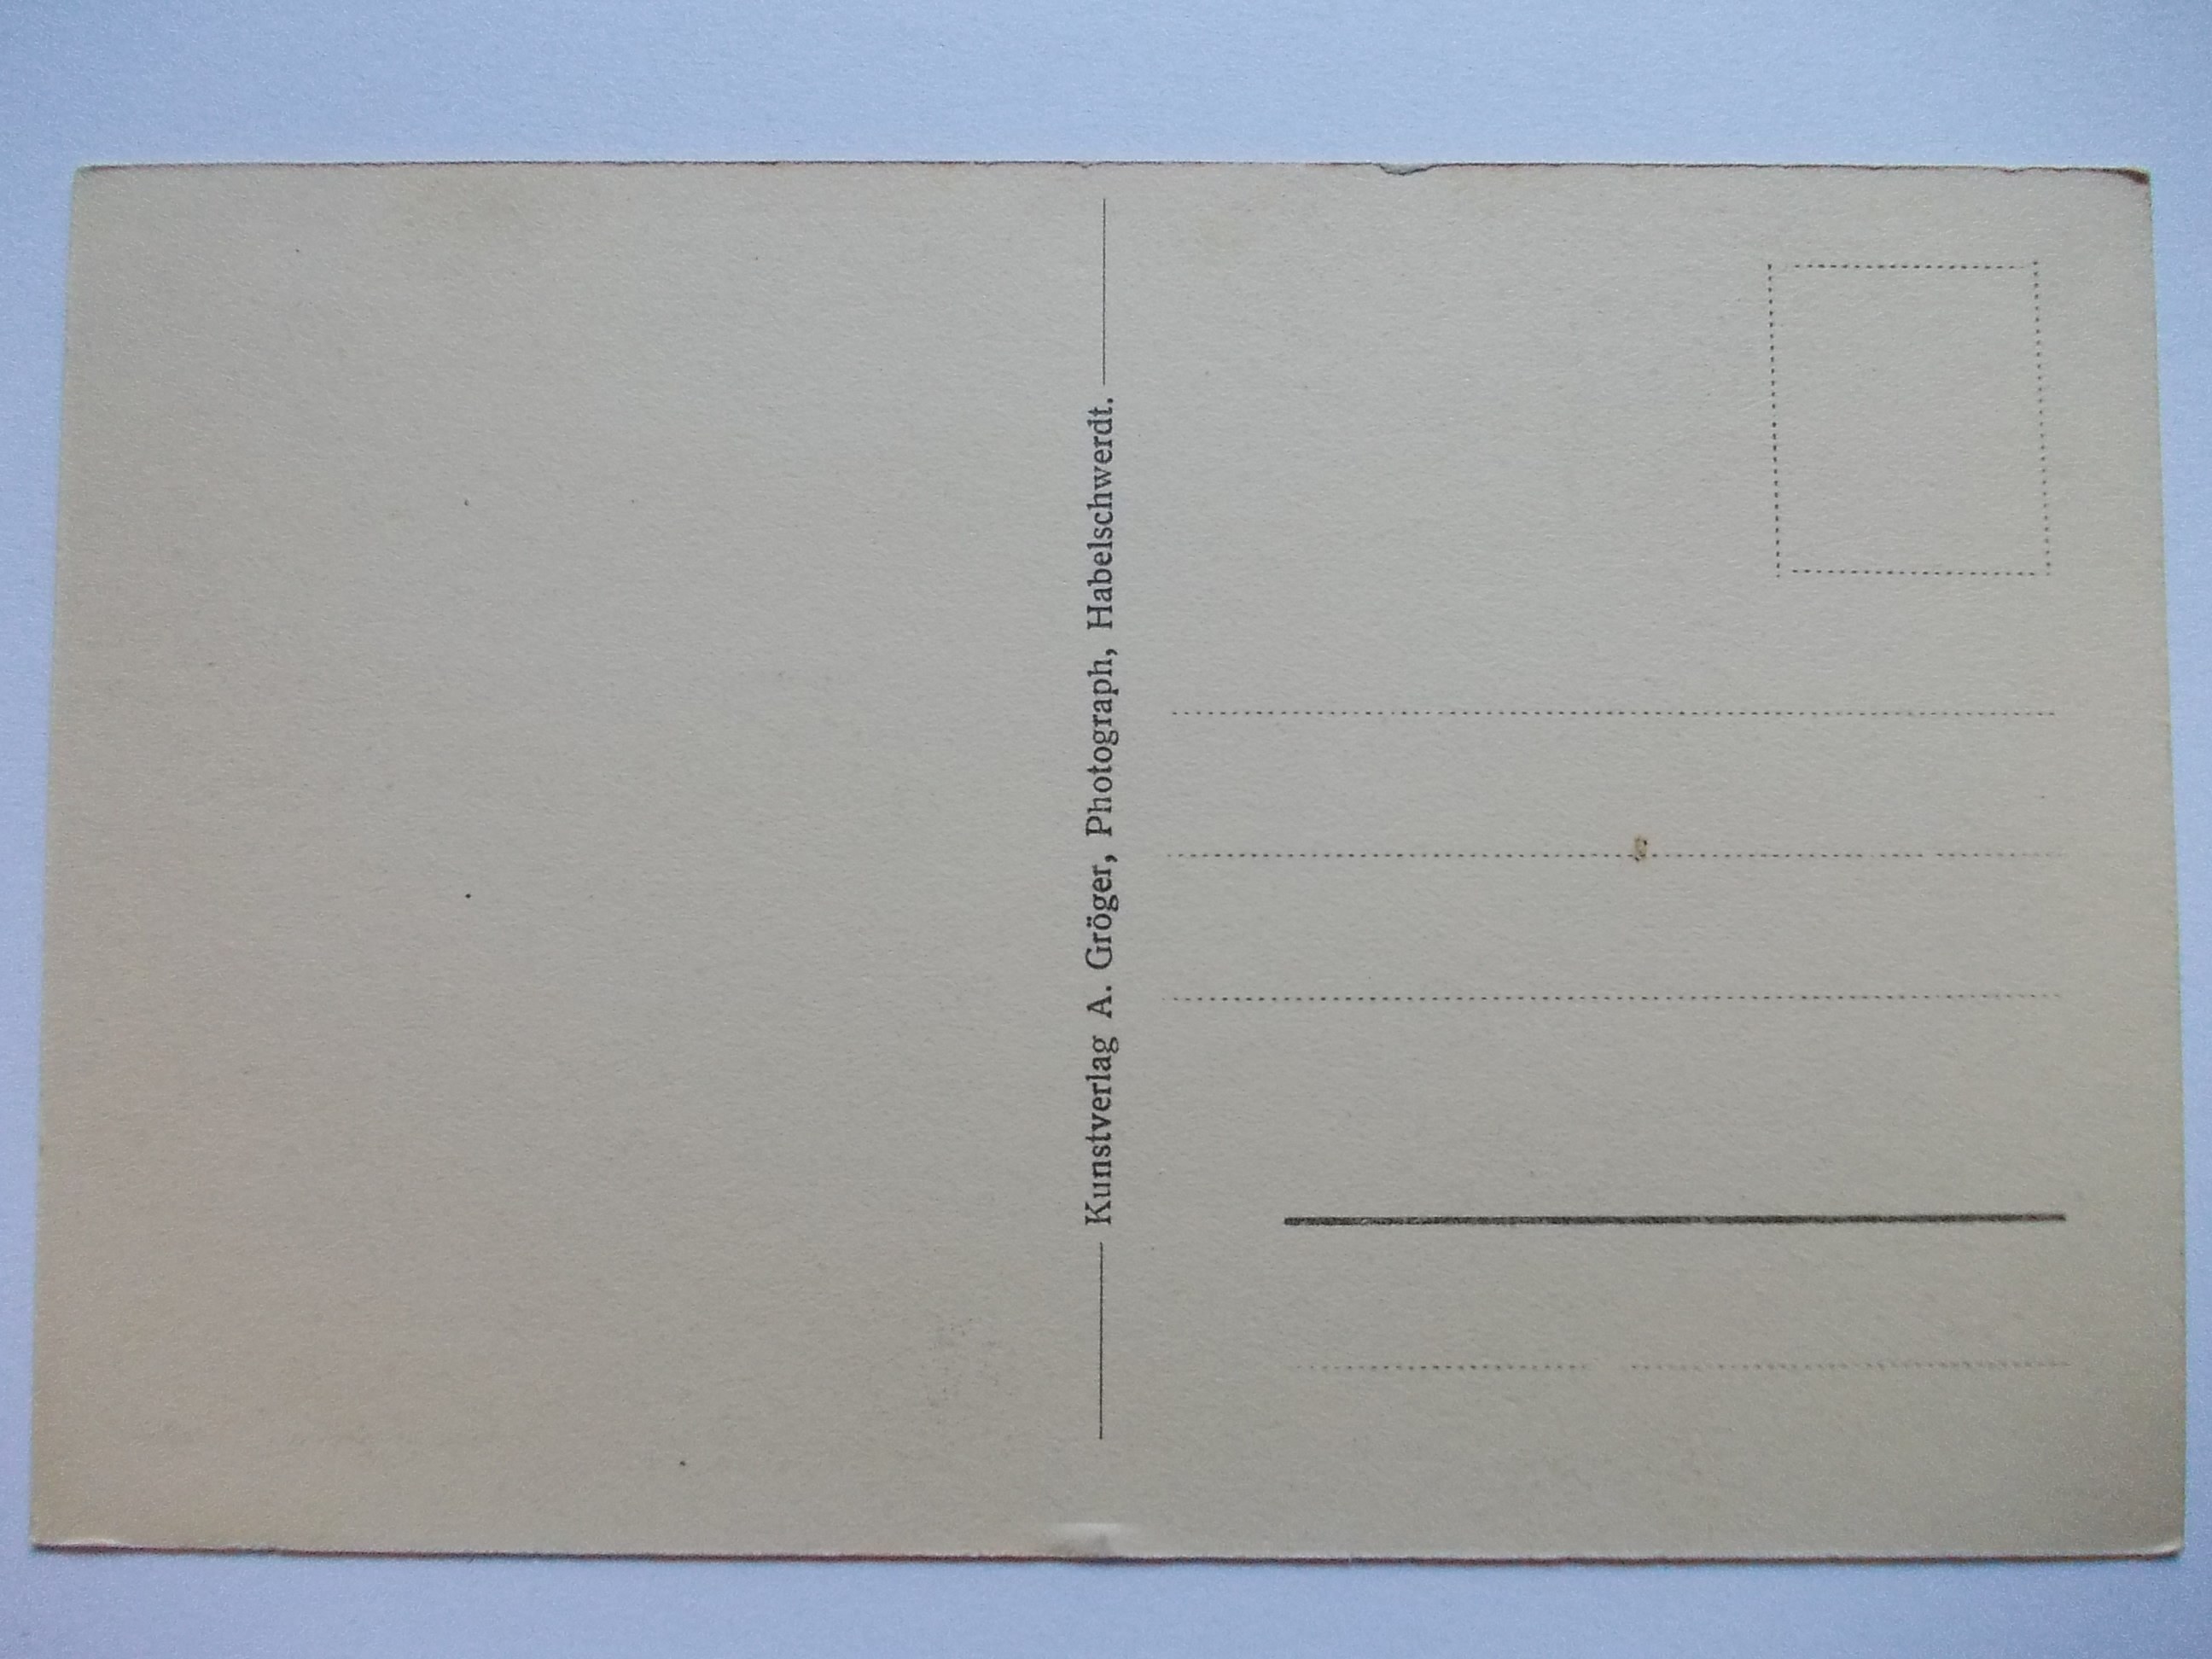 Kunstverlag A. Gröger, Photograph, Habelschwerdt.